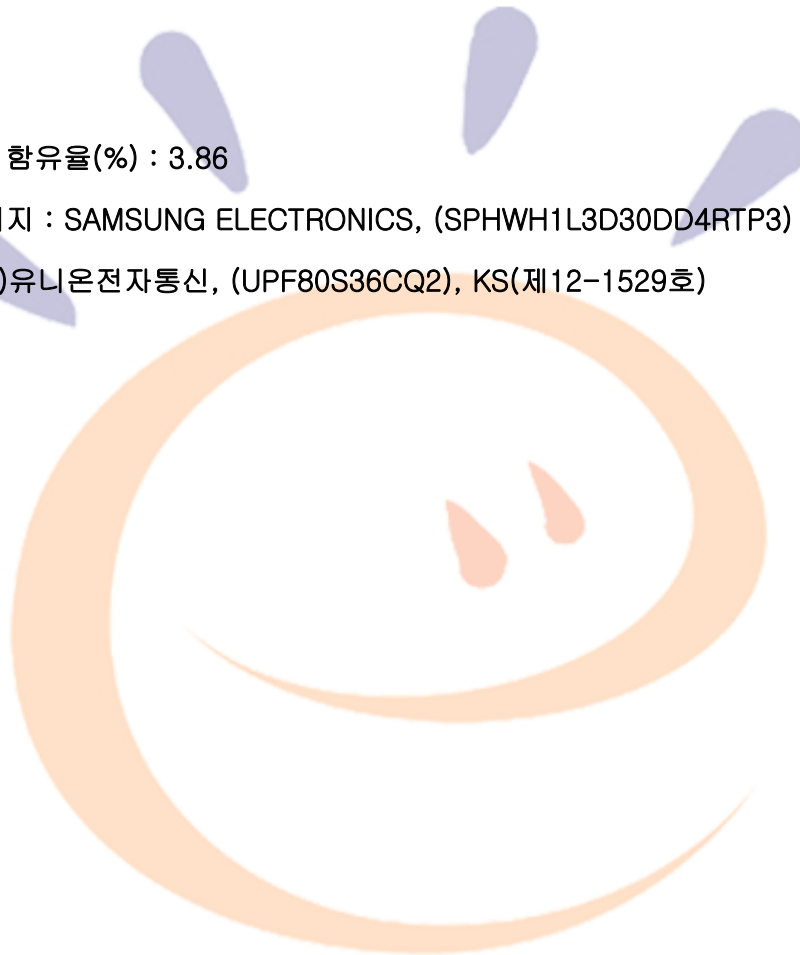 함유율(%) : 3.86
지 : SAMSUNG ELECTRONICS, (SPHWH1L3D30DD4RTP3)
)유니온전자통신, (UPF80S36CQ2), KS(제12-1529호)